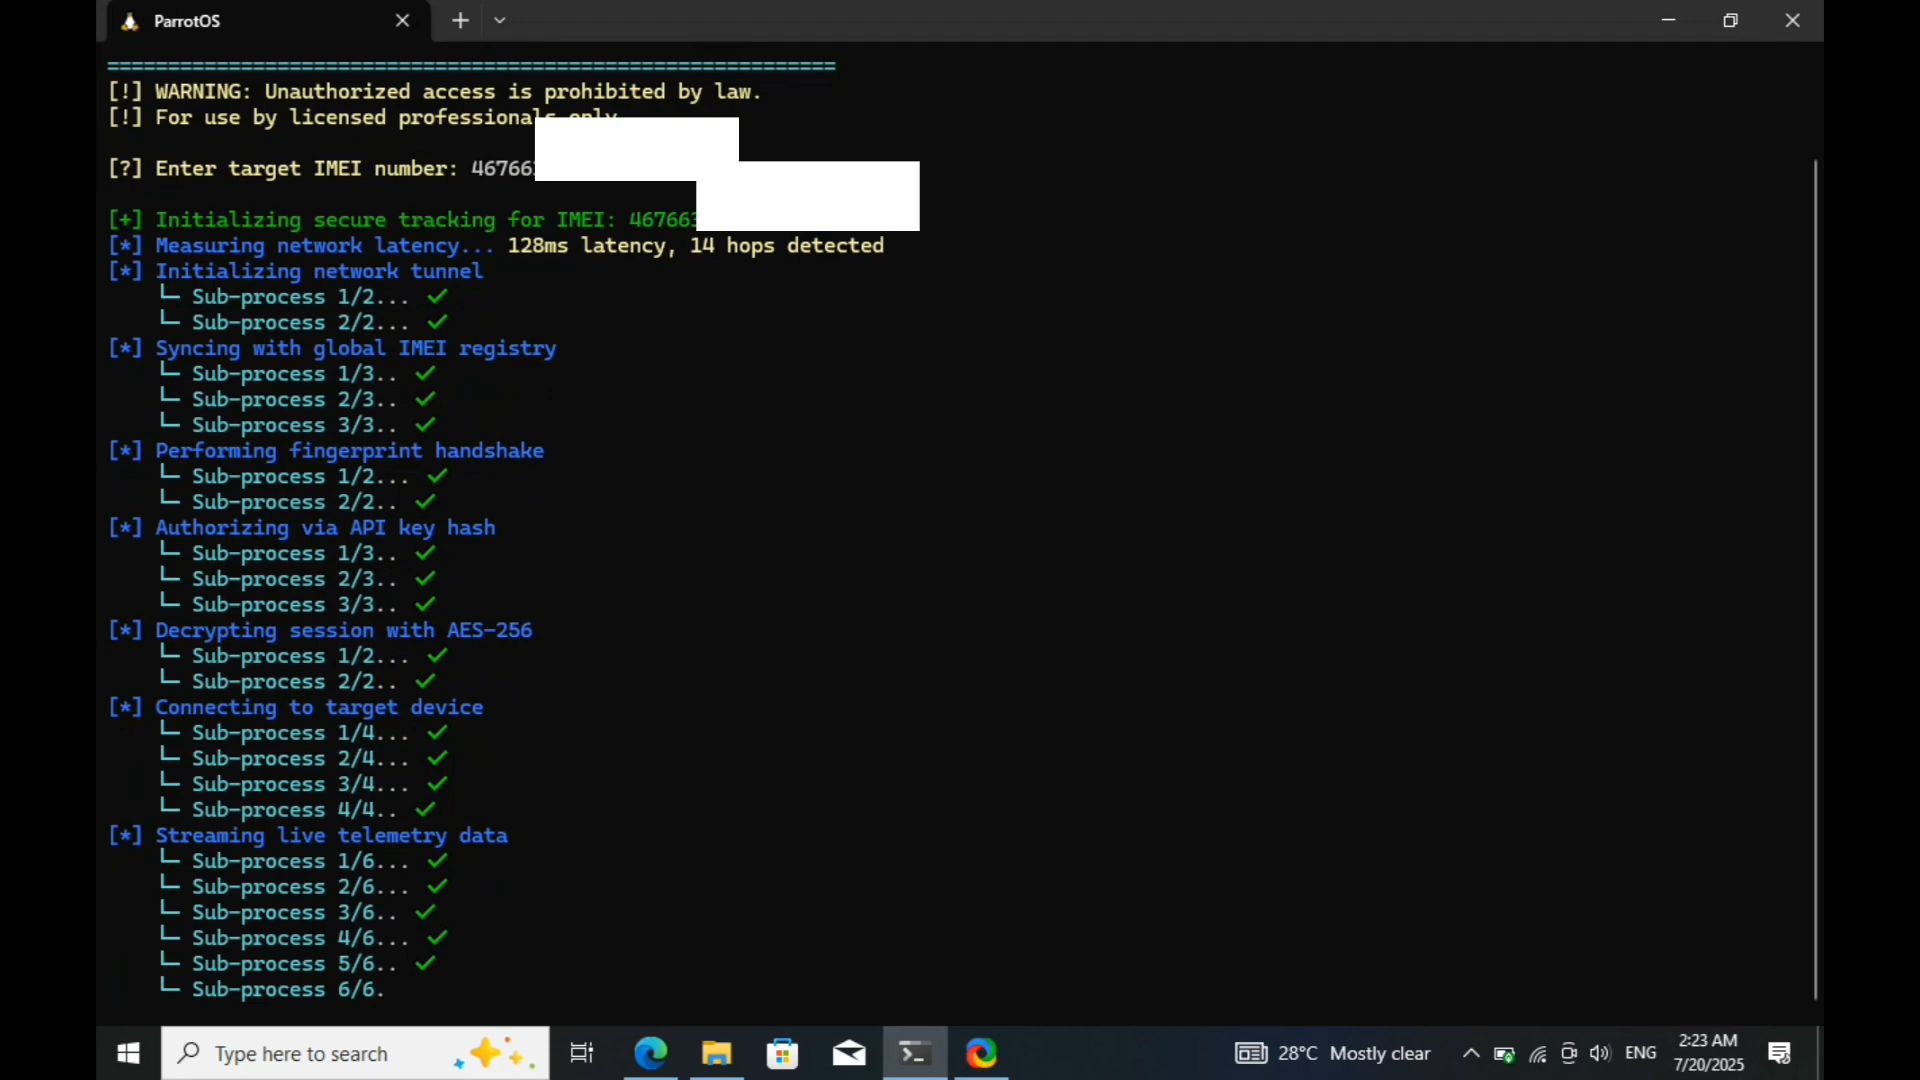 ParrotOS
============================================================
[!] WARNING: Unauthorized access is prohibited by law.
[!] For use by licensed professionals only
[?] Enter target IMEI number: 46766
[+] Initializing secure tracking for IMEI: 467663
[*] Measuring network latency... 128ms latency, 14 hops detected
[*] Initializing network tunnel
└─ Sub-process 1/2... ✓
└─ Sub-process 2/2... ✓
[*] Syncing with global IMEI registry
└─ Sub-process 1/3.. ✓
└─ Sub-process 2/3.. ✓
└─ Sub-process 3/3.. ✓
[*] Performing fingerprint handshake
└─ Sub-process 1/2... ✓
└─ Sub-process 2/2.. ✓
[*] Authorizing via API key hash
└─ Sub-process 1/3.. ✓
└─ Sub-process 2/3.. ✓
└─ Sub-process 3/3.. ✓
[*] Decrypting session with AES-256
└─ Sub-process 1/2... ✓
└─ Sub-process 2/2.. ✓
[*] Connecting to target device
└─ Sub-process 1/4... ✓
└─ Sub-process 2/4... ✓
└─ Sub-process 3/4... ✓
└─ Sub-process 4/4.. ✓
[*] Streaming live telemetry data
└─ Sub-process 1/6... ✓
└─ Sub-process 2/6... ✓
└─ Sub-process 3/6.. ✓
└─ Sub-process 4/6... ✓
└─ Sub-process 5/6.. ✓
└─ Sub-process 6/6.
Type here to search
28°C Mostly clear
ENG
2:23 AM
7/20/2025